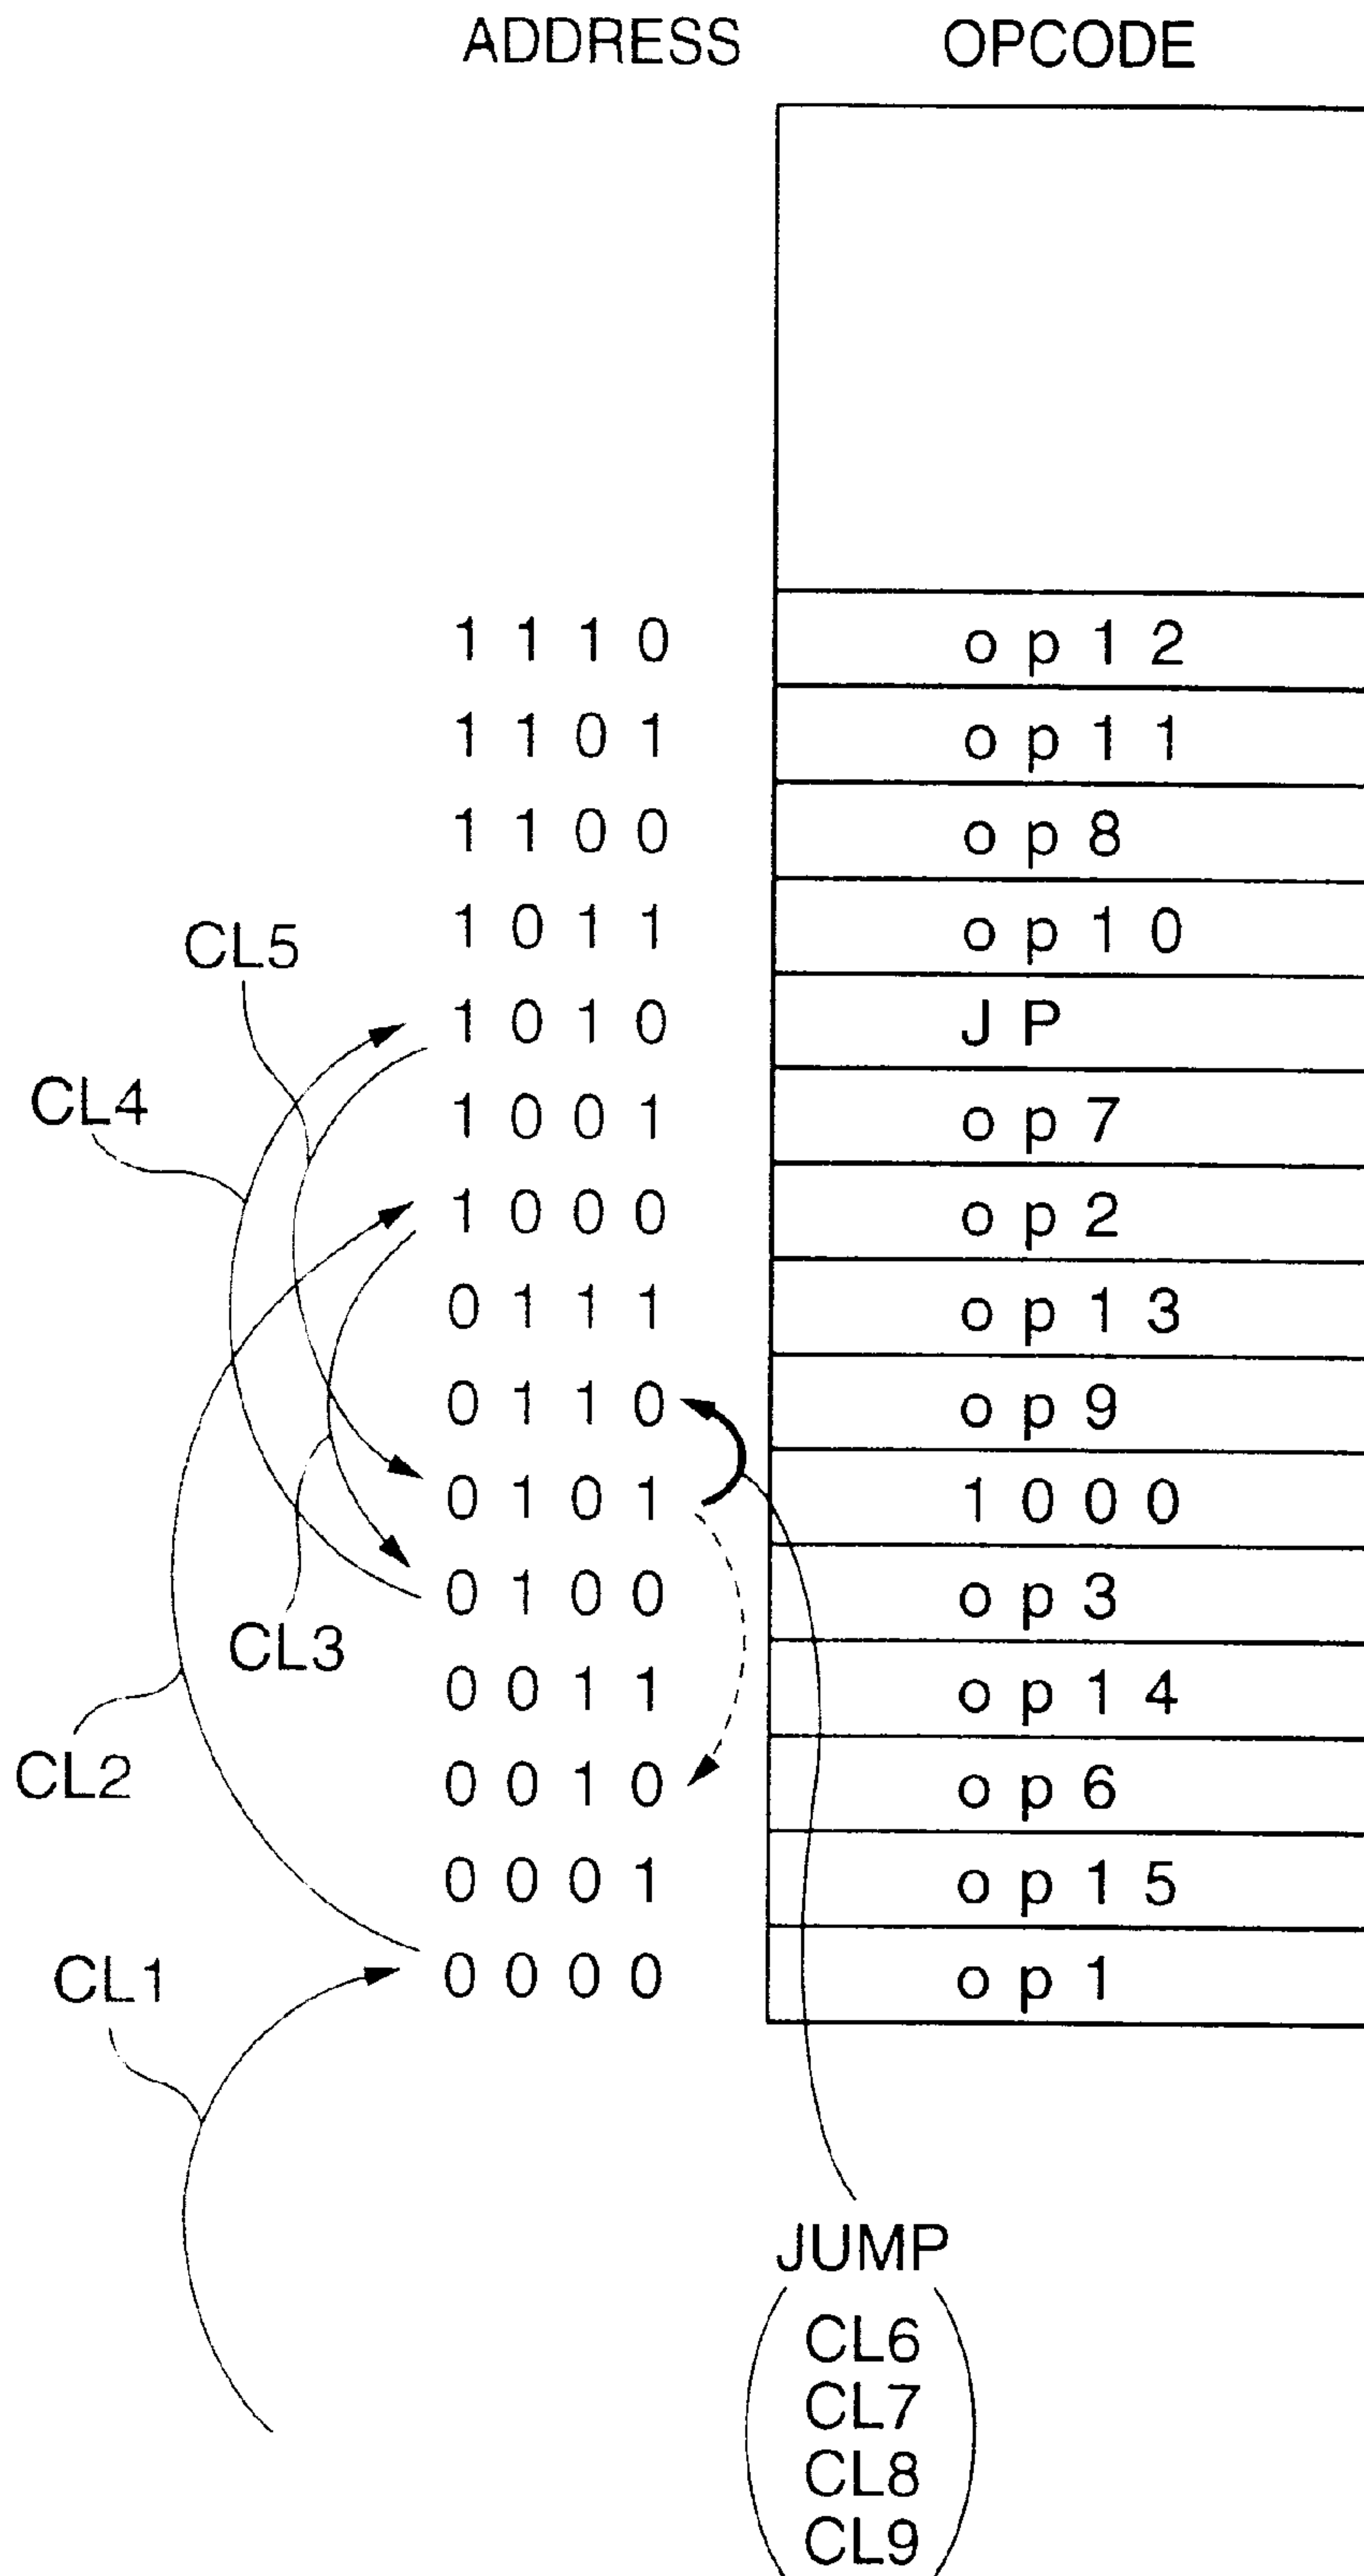 ADDRESS OPCODE
1 1 1 0 o p 1 2
1 1 0 1 o p 1 1
1 1 0 0 o p 8
1 0 1 1 o p 1 0
CL5
1 0 1 0 J P
CL4
1 0 0 1 o p 7
1 0 0 0 o p 2
0 1 1 1 o p 1 3
0 1 1 0 o p 9
0 1 0 1 1 0 0 0
0 1 0 0 o p 3
CL3
0 0 1 1 o p 1 4
CL2
0 0 1 0 o p 6
0 0 0 1 o p 1 5
CL1
0 0 0 0 o p 1
JUMP
CL6
CL7
CL8
CL9